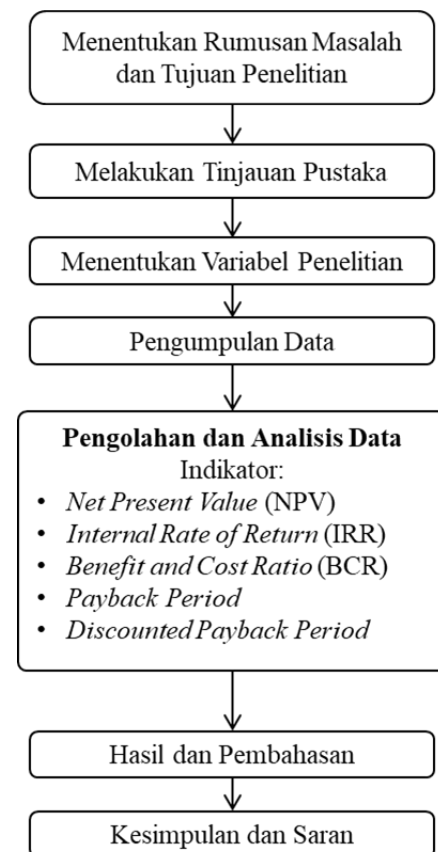 Menentukan Rumusan Masalah
dan Tujuan Penelitian
Melakukan Tinjauan Pustaka
Menentukan Variabel Penelitian
Pengumpulan Data
Pengolahan dan Analisis Data
Indikator:
• Net Present Value (NPV)
• Internal Rate of Return (IRR)
• Benefit and Cost Ratio (BCR)
• Payback Period
• Discounted Payback Period
Hasil dan Pembahasan
Kesimpulan dan Saran